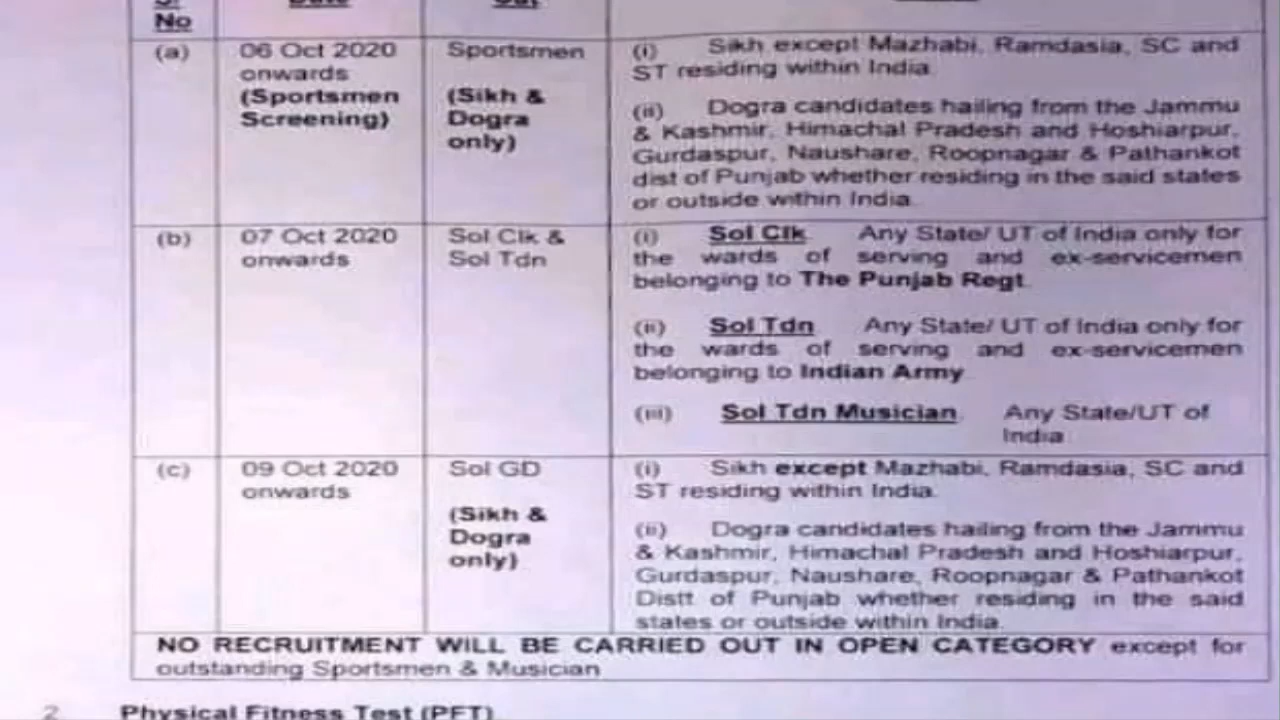 No
(a) 06 Oct 2020 Sportsmen (i) Sikh except Mazhabi, Ramdasia, SC and
onwards ST residing within India.
(Sportsmen (Sikh &
Screening) Dogra (ii) Dogra candidates hailing from the Jammu
only) & Kashmir, Himachal Pradesh and Hoshiarpur,
Gurdaspur, Naushare, Roopnagar & Pathankot
dist of Punjab whether residing in the said states
or outside within India.
(b) 07 Oct 2020 Sol Clk & (i) Sol Clk. Any State/ UT of India only for
onwards Sol Tdn the wards of serving and ex-servicemen
belonging to The Punjab Regt.
(ii) Sol Tdn Any State/ UT of India only for
the wards of serving and ex-servicemen
belonging to Indian Army.
(iii) Sol Tdn Musician. Any State/UT of
India
(c) 09 Oct 2020 Sol GD (i) Sikh except Mazhabi, Ramdasia, SC and
onwards ST residing within India.
(Sikh & (ii) Dogra candidates hailing from the Jammu
Dogra & Kashmir, Himachal Pradesh and Hoshiarpur,
only) Gurdaspur, Naushare, Roopnagar & Pathankot
Distt of Punjab whether residing in the said
states or outside within India.
NO RECRUITMENT WILL BE CARRIED OUT IN OPEN CATEGORY except for
outstanding Sportsmen & Musician
2. Physical Fitness Test (PFT)